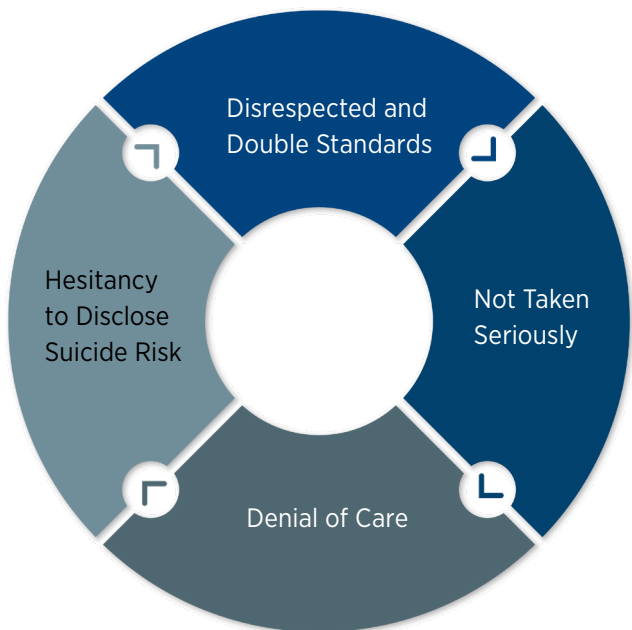 Disrespected and
Double Standards
Not Taken
Seriously
Denial of Care
Hesitancy
to Disclose
Suicide Risk